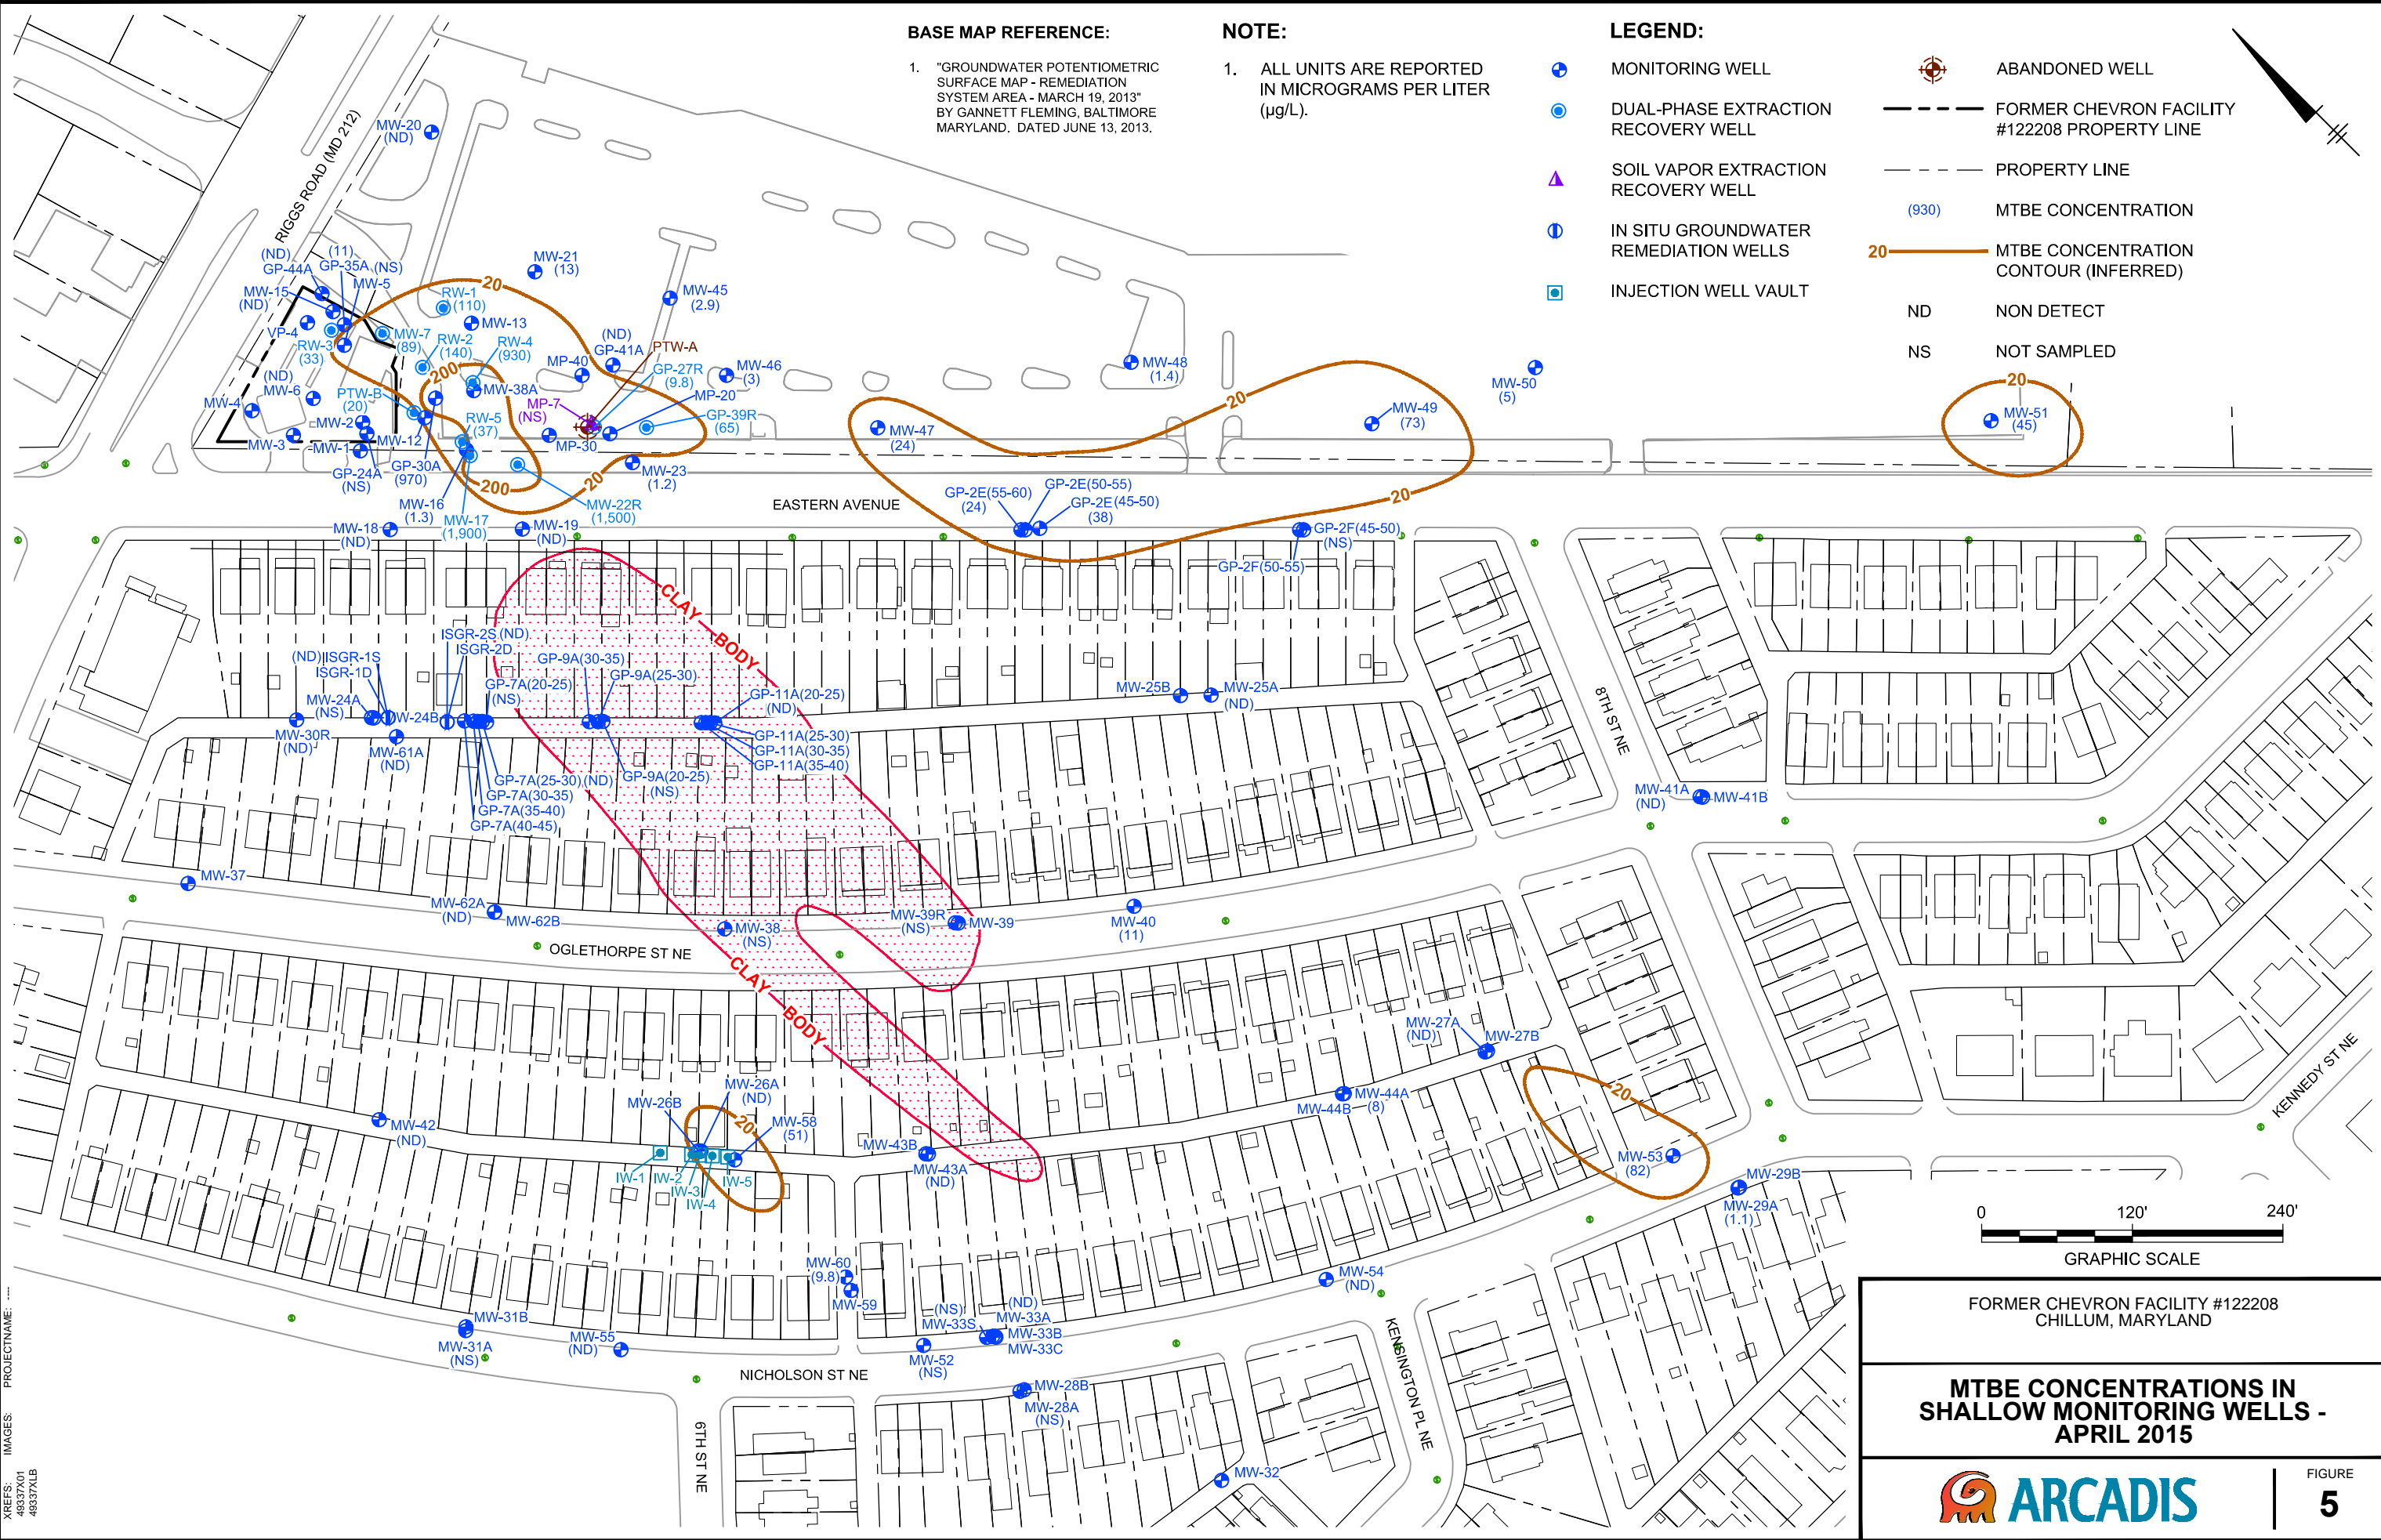 BASE MAP REFERENCE:
1. "GROUNDWATER POTENTIOMETRIC
SURFACE MAP - REMEDIATION
SYSTEM AREA - MARCH 19, 2013"
BY GANNETT FLEMING, BALTIMORE
MARYLAND. DATED JUNE 13, 2013.
NOTE:
1. ALL UNITS ARE REPORTED
IN MICROGRAMS PER LITER
(µg/L).
LEGEND:
MONITORING WELL
DUAL-PHASE EXTRACTION
RECOVERY WELL
SOIL VAPOR EXTRACTION
RECOVERY WELL
IN SITU GROUNDWATER
REMEDIATION WELLS
INJECTION WELL VAULT
ABANDONED WELL
FORMER CHEVRON FACILITY
#122208 PROPERTY LINE
PROPERTY LINE
(930) MTBE CONCENTRATION
20 MTBE CONCENTRATION
CONTOUR (INFERRED)
ND NON DETECT
NS NOT SAMPLED
RIGGS ROAD (MD 212)
MW-20
(ND)
MW-21
(13)
MW-45
(2.9)
(ND)
GP-44A
(11)
GP-35A
(NS)
MW-5
MW-15
(ND)
VP-4
RW-3
(33)
MW-7
(89)
RW-1
(110)
MW-13
RW-2
(140)
RW-4
(930)
20
200
MW-38A
MP-40
(ND)
GP-41A
PTW-A
GP-27R
(9.8)
MP-20
GP-39R
(65)
MW-46
(3)
MW-48
(1.4)
MW-50
(5)
20
MW-51
(45)
(ND)
MW-6
MW-4
MW-3
MW-2
MW-1
MW-12
PTW-B
(20)
MP-7
(NS)
RW-5
(37)
MP-30
GP-24A
(NS)
GP-30A
(970)
MW-16
(1.3)
MW-17
(1,900)
200
20
MW-23
(1.2)
MW-22R
(1,500)
MW-18
(ND)
MW-19
(ND)
EASTERN AVENUE
MW-47
(24)
20
MW-49
(73)
20
GP-2E(55-60)
(24)
GP-2E(50-55)
GP-2E(45-50)
(38)
GP-2F(45-50)
(NS)
GP-2F(50-55)
CLAY BODY
ISGR-2S (ND)
ISGR-2D
(ND) ISGR-1S
ISGR-1D
MW-24A
(NS)
MW-24B
MW-30R
(ND)
MW-61A
(ND)
GP-7A(20-25)
(NS)
GP-9A(30-35)
GP-9A(25-30)
GP-11A(20-25)
(ND)
GP-11A(25-30)
GP-11A(30-35)
GP-11A(35-40)
GP-7A(25-30) (ND)
GP-7A(30-35)
GP-7A(35-40)
GP-7A(40-45)
GP-9A(20-25)
(NS)
MW-25B
MW-25A
(ND)
8TH ST NE
MW-41A
(ND)
MW-41B
MW-37
MW-62A
(ND)
MW-62B
MW-38
(NS)
MW-39R
(NS)
MW-39
MW-40
(11)
OGLETHORPE ST NE
CLAY BODY
MW-27A
(ND)
MW-27B
MW-44A
(8)
MW-44B
20
MW-53
(82)
MW-29B
MW-29A
(1.1)
KENNEDY ST NE
MW-42
(ND)
MW-26B
MW-26A
(ND)
20
MW-58
(51)
IW-1
IW-2
IW-3
IW-4
IW-5
MW-43B
MW-43A
(ND)
MW-60
(9.8)
MW-59
MW-54
(ND)
MW-31B
MW-31A
(NS)
MW-55
(ND)
(NS)
MW-33S
(ND)
MW-33A
MW-33B
MW-33C
MW-52
(NS)
NICHOLSON ST NE
MW-28B
MW-28A
(NS)
MW-32
6TH ST NE
KENSINGTON PL NE
0 120' 240'
GRAPHIC SCALE
FORMER CHEVRON FACILITY #122208
CHILLUM, MARYLAND
MTBE CONCENTRATIONS IN
SHALLOW MONITORING WELLS -
APRIL 2015
ARCADIS
FIGURE
5
XREFS: IMAGES: PROJECTNAME: ----
49337X01
49337XLB